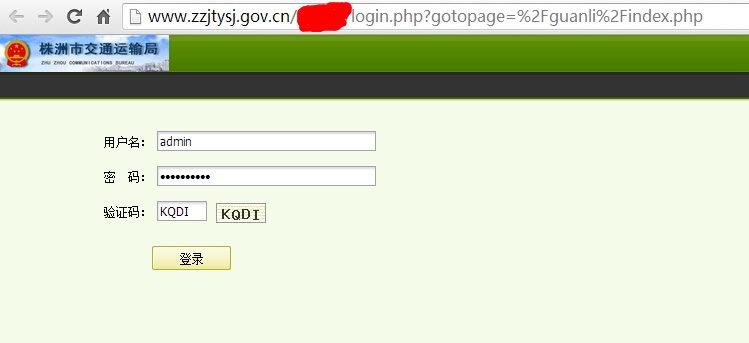 www.zzjtysj.gov.cn/ login.php?gotopage=%2Fguanli%2Findex.php
株洲市交通运输局
ZHU ZHOU COMMUNICATIONS BUREAU
用户名: admin
密 码: ••••••••••
验证码: KQDI KQDI
登录